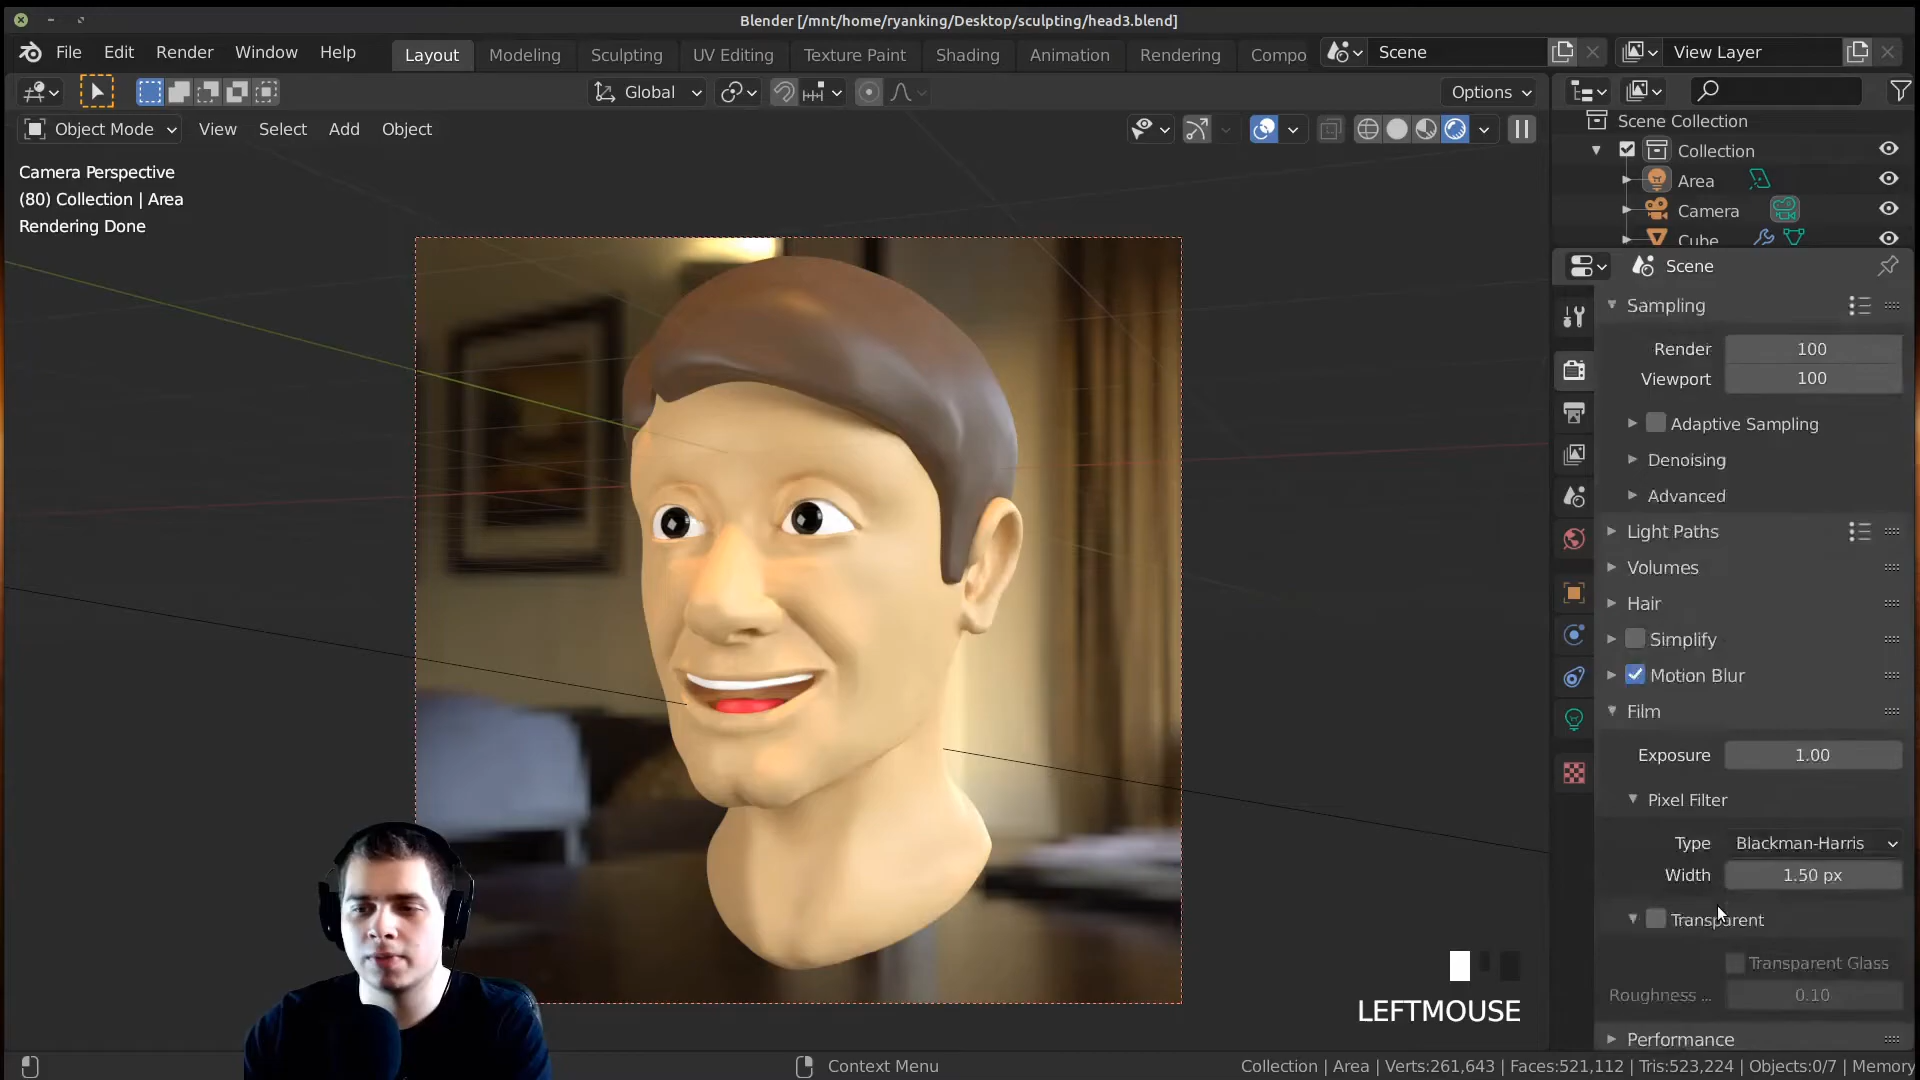 Blender [/mnt/home/ryanking/Desktop/sculpting/head3.blend]
File Edit Render Window Help Layout Modeling Sculpting UV Editing Texture Paint Shading Animation Rendering Compo Scene View Layer
Global Options
Object Mode View Select Add Object
Scene Collection
Collection
Area
Camera
Cube
Camera Perspective
(80) Collection | Area
Rendering Done
Scene
Sampling
Render 100
Viewport 100
Adaptive Sampling
Denoising
Advanced
Light Paths
Volumes
Hair
Simplify
Motion Blur
Film
Exposure 1.00
Pixel Filter
Type Blackman-Harris
Width 1.50 px
Transparent
Transparent Glass
Roughness ... 0.10
Performance
LEFTMOUSE
Context Menu
Collection | Area | Verts:261,643 | Faces:521,112 | Tris:523,224 | Objects:0/7 | Memory